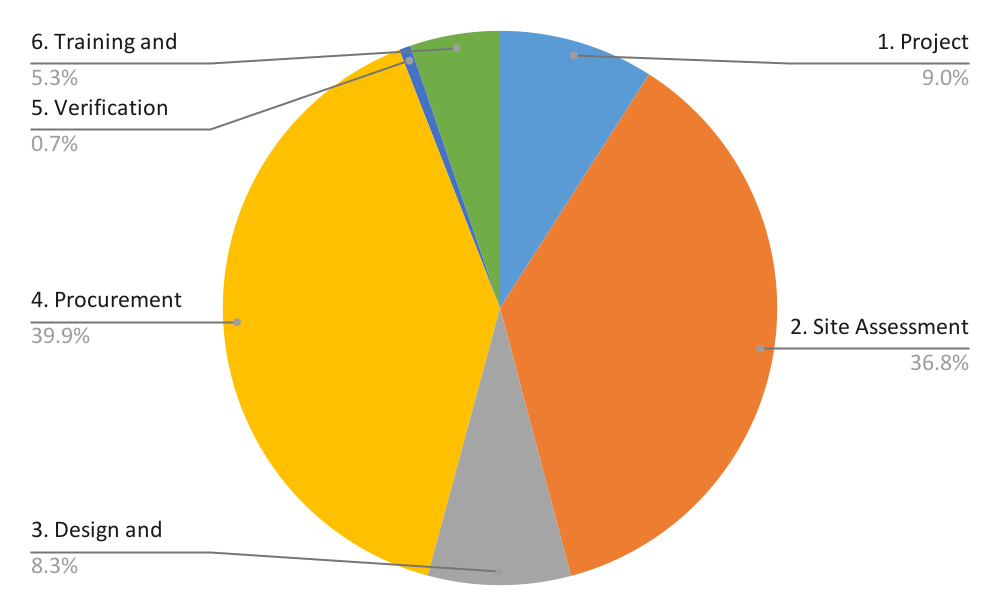 6. Training and
5.3%
5. Verification
0.7%
4. Procurement
39.9%
3. Design and
8.3%
1. Project
9.0%
2. Site Assessment
36.8%